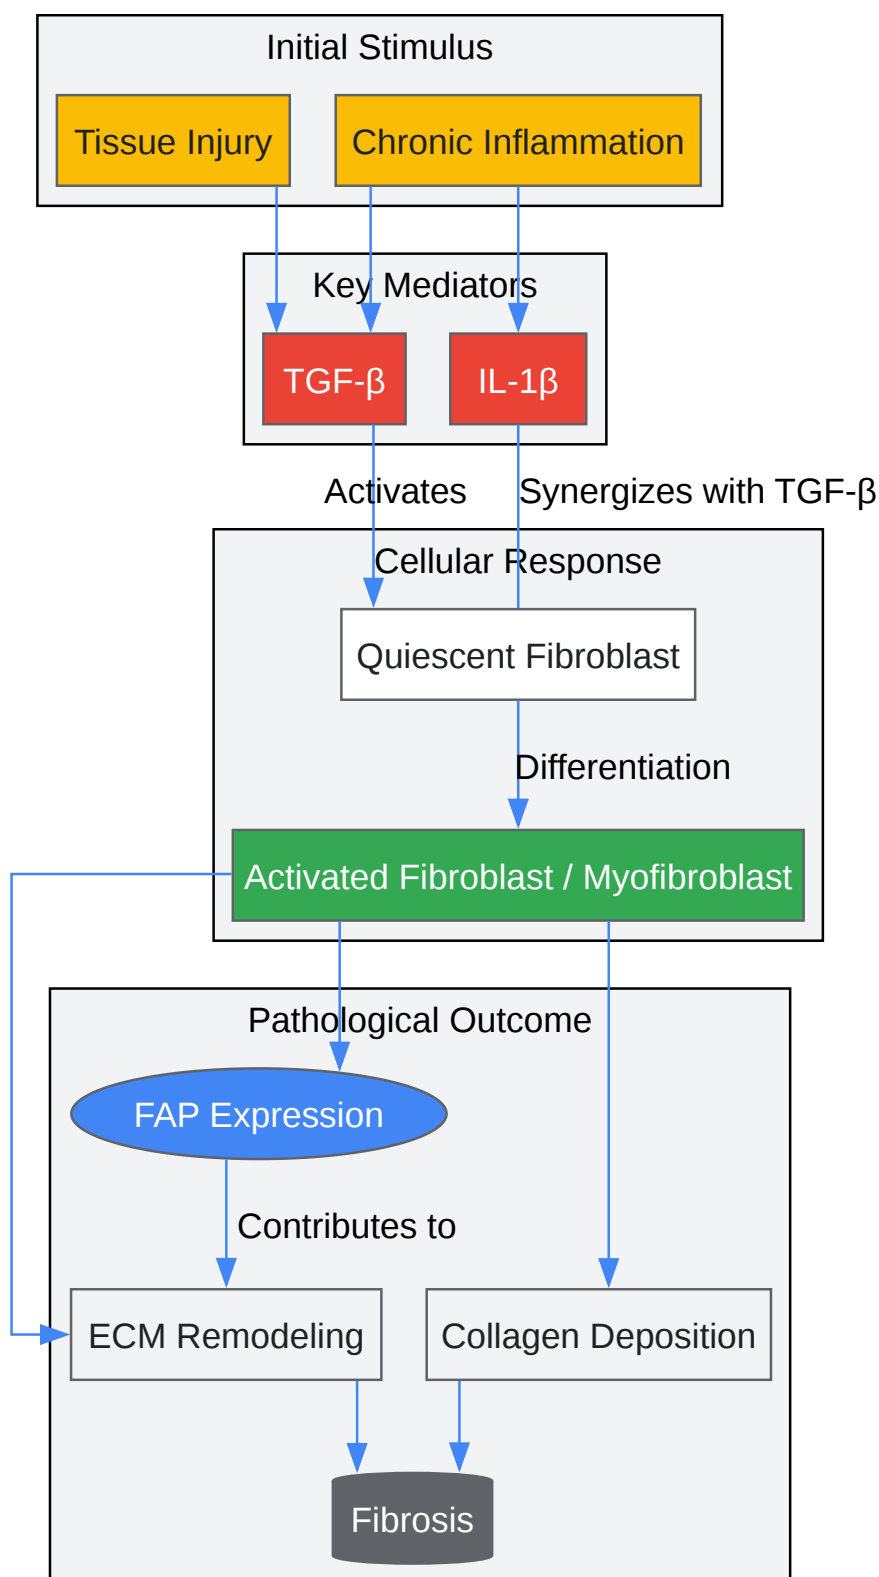 Initial Stimulus
Tissue Injury
Chronic Inflammation
Key Mediators
TGF-β
IL-1β
Activates
Synergizes with TGF-β
Cellular Response
Quiescent Fibroblast
Differentiation
Activated Fibroblast / Myofibroblast
Pathological Outcome
FAP Expression
Contributes to
ECM Remodeling
Collagen Deposition
Fibrosis